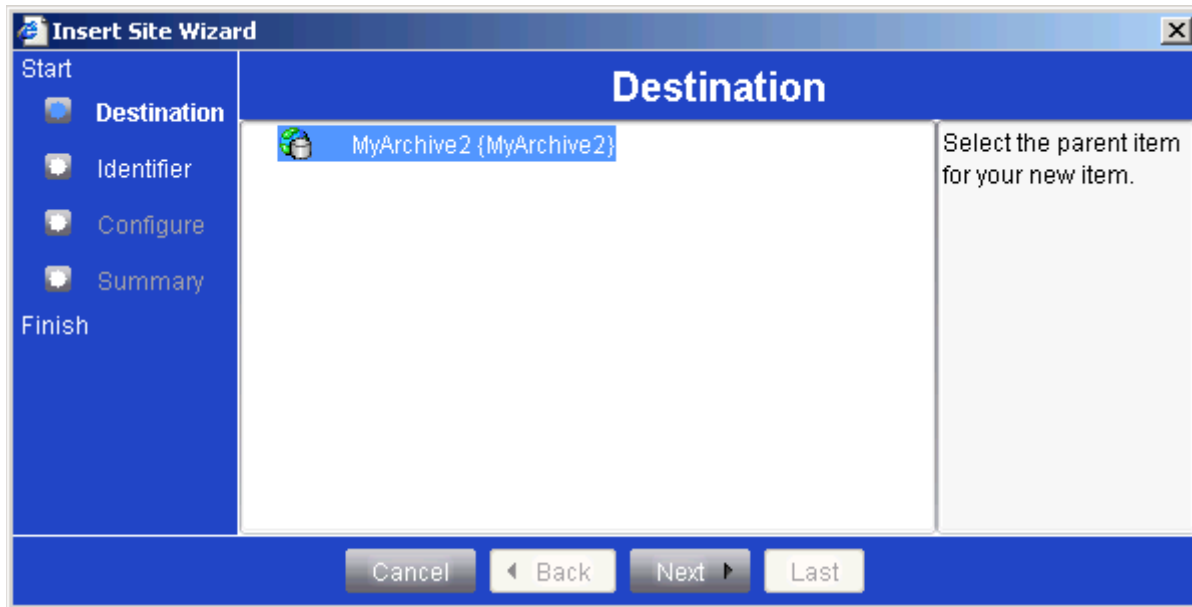 Insert Site Wizard
Start
Destination
Identifier
Configure
Summary
Finish
Destination
MyArchive2 {MyArchive2}
Select the parent item
for your new item.
Cancel
Back
Next
Last